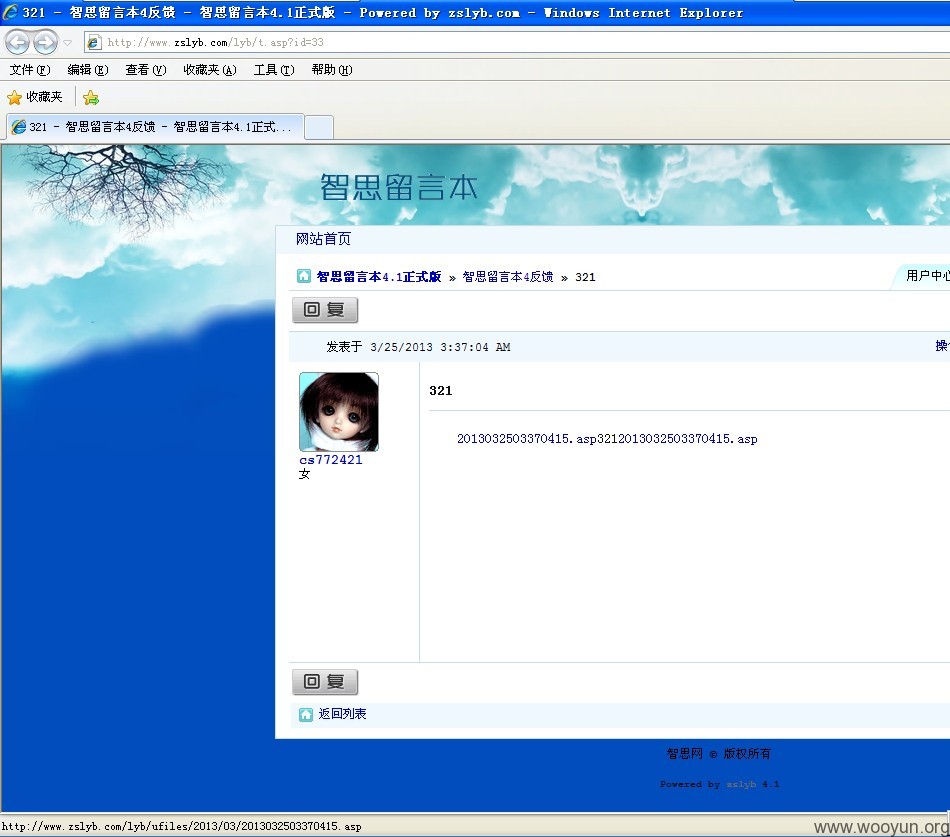 321 - 智思留言本4反馈 - 智思留言本4.1正式版 - Powered by zslyb.com - Windows Internet Explorer
http://www.zslyb.com/lyb/t.asp?id=33
文件(F) 编辑(E) 查看(V) 收藏夹(A) 工具(T) 帮助(H)
收藏夹
321 - 智思留言本4反馈 - 智思留言本4.1正式...
智思留言本
网站首页
智思留言本4.1正式版 » 智思留言本4反馈 » 321
用户中心
回复
发表于 3/25/2013 3:37:04 AM
操作
321
2013032503370415.asp3212013032503370415.asp
cs772421
女
回复
返回列表
智思网 © 版权所有
Powered by zslyb 4.1
http://www.zslyb.com/lyb/ufiles/2013/03/2013032503370415.asp
www.wooyun.org